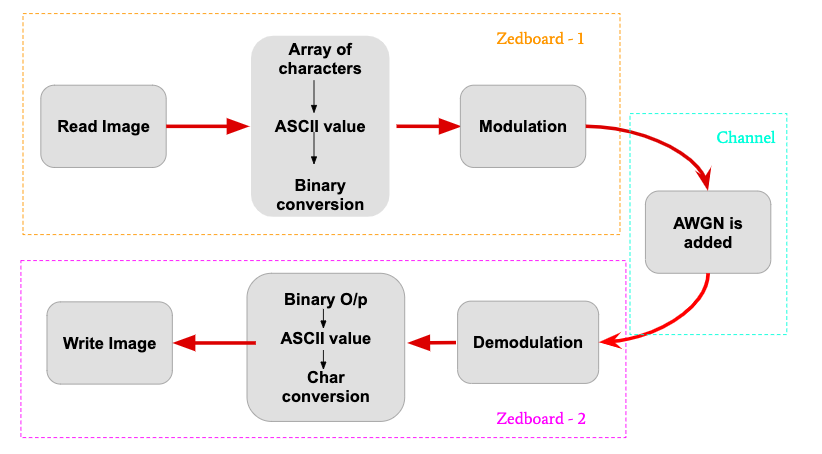 Zedboard - 1
Read Image
Array of
characters
ASCII value
Binary
conversion
Modulation
Channel
AWGN is
added
Demodulation
Binary O/p
ASCII value
Char
conversion
Write Image
Zedboard - 2